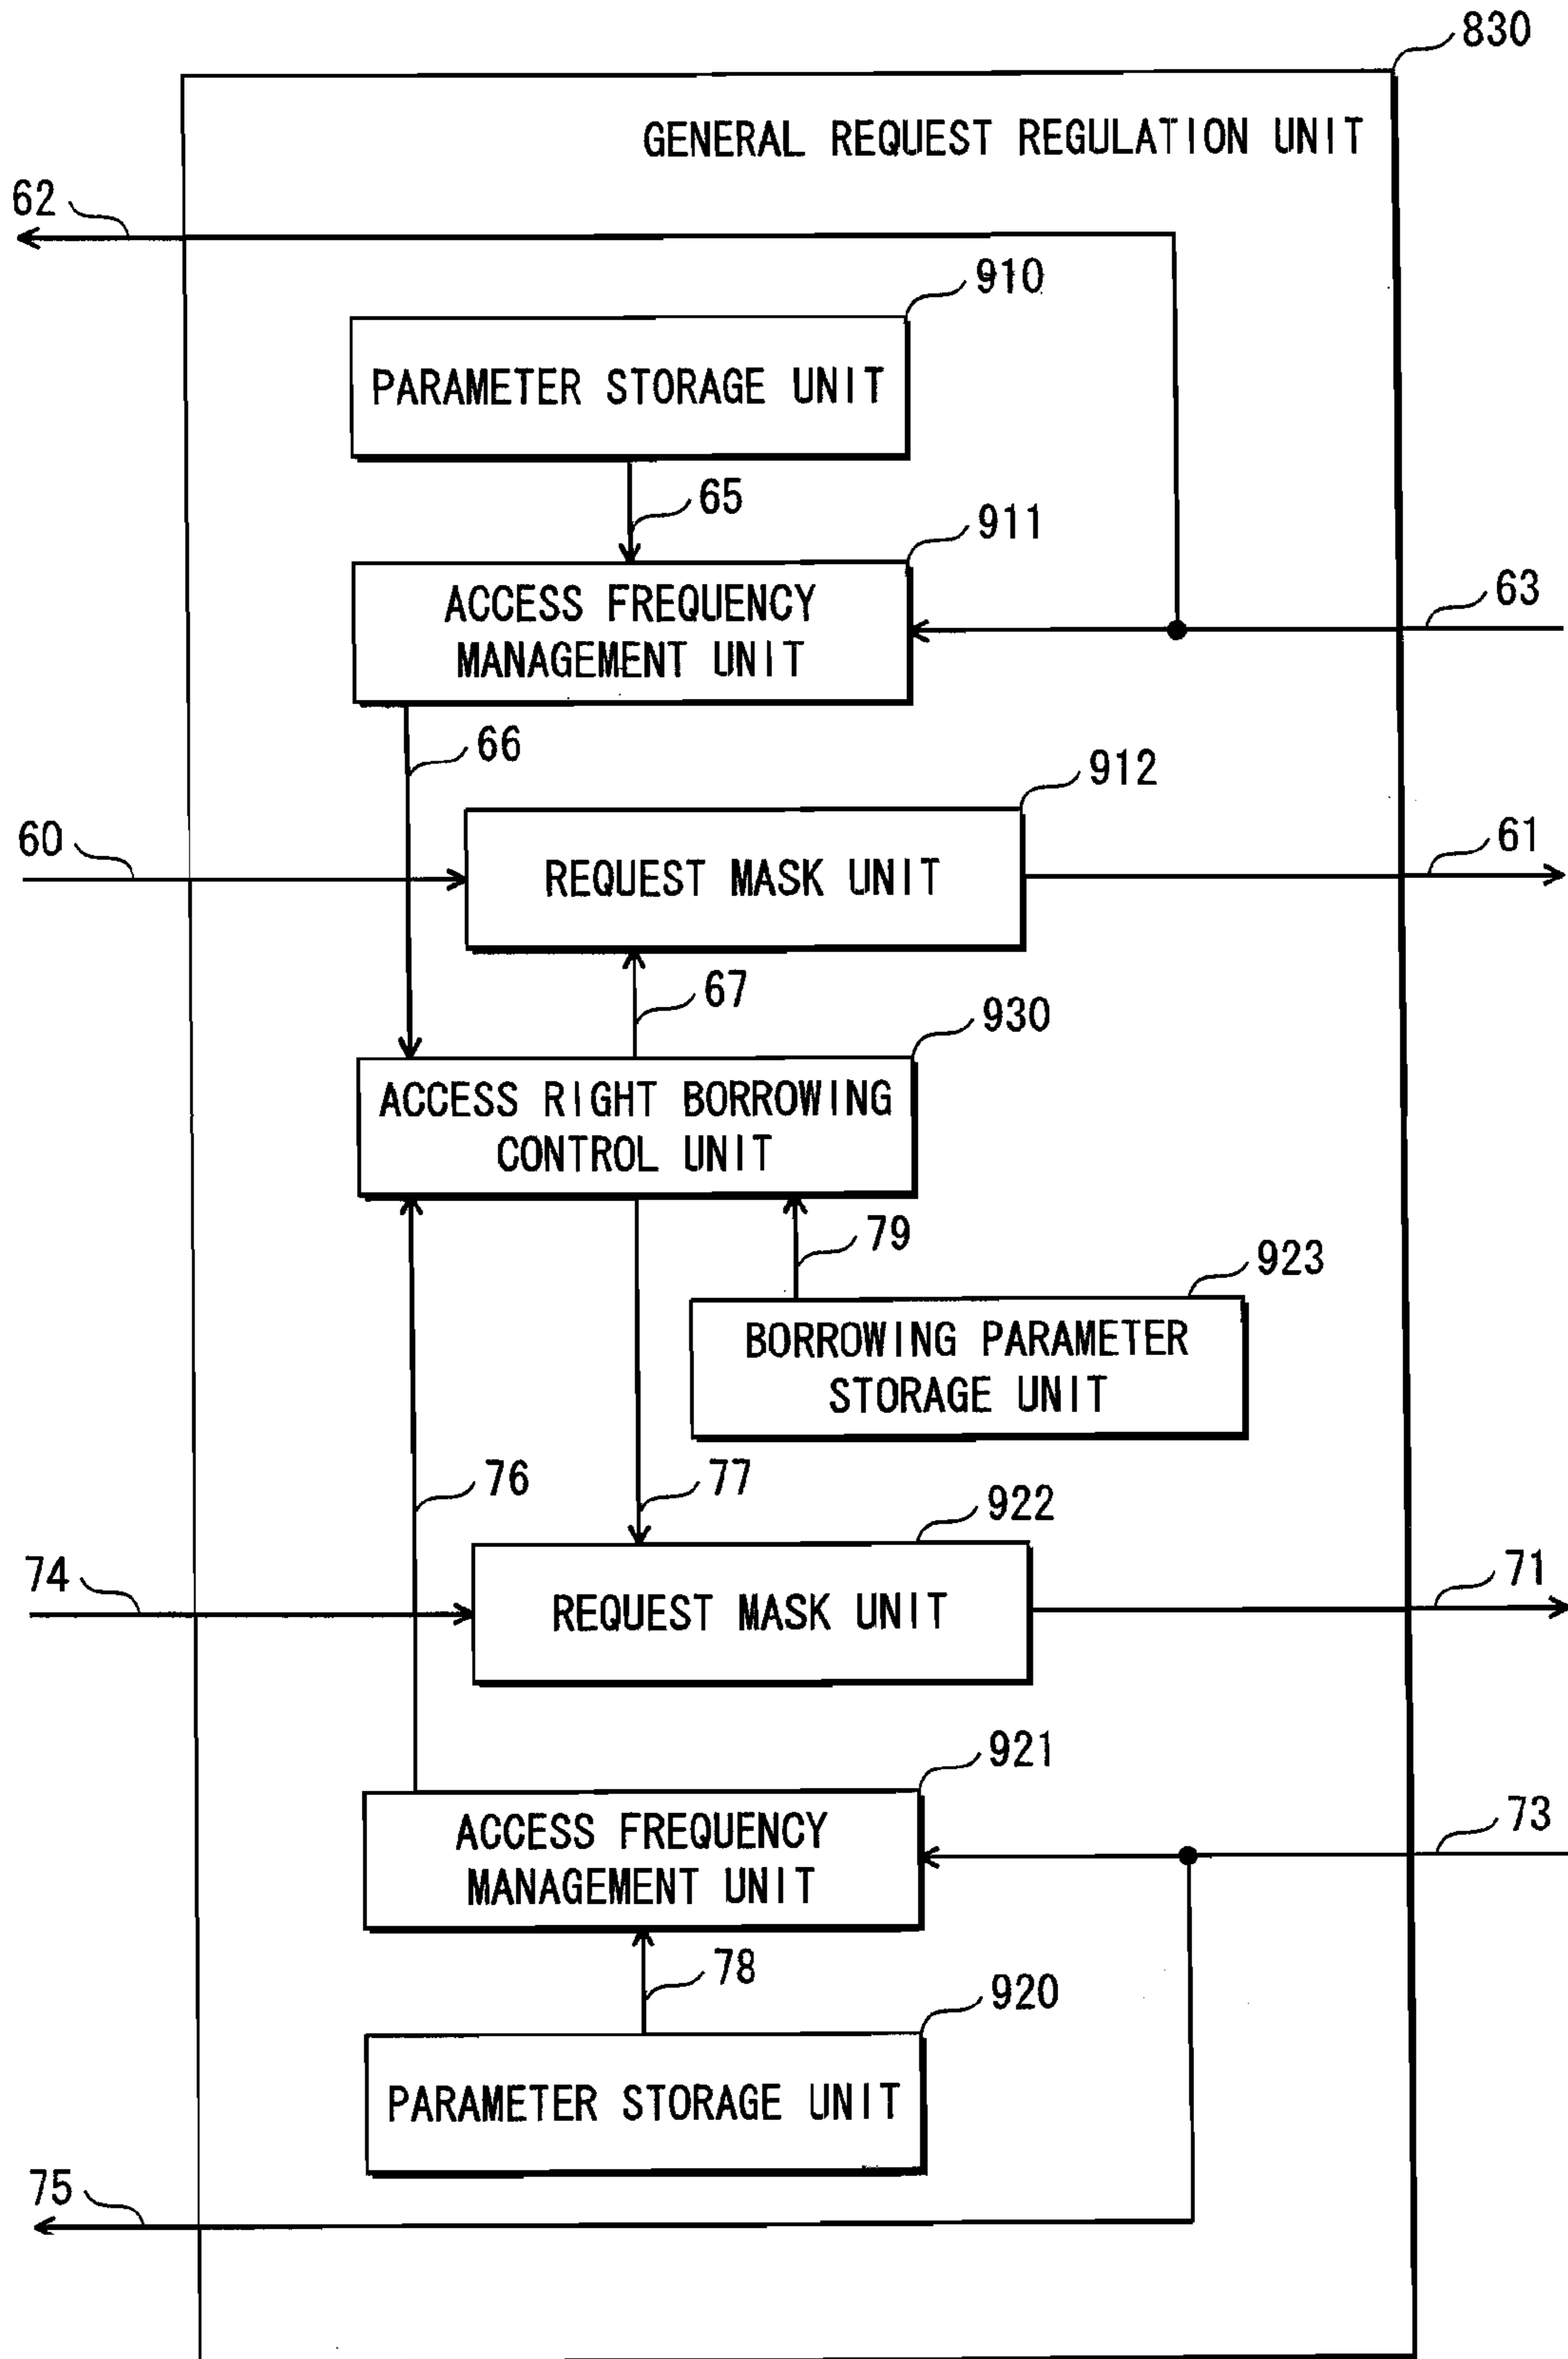 830
GENERAL REQUEST REGULATION UNIT
62
910
PARAMETER STORAGE UNIT
65
911
ACCESS FREQUENCY
MANAGEMENT UNIT
63
66
912
60
REQUEST MASK UNIT
61
67
930
ACCESS RIGHT BORROWING
CONTROL UNIT
79
923
BORROWING PARAMETER
STORAGE UNIT
76
77
922
74
REQUEST MASK UNIT
71
921
ACCESS FREQUENCY
MANAGEMENT UNIT
73
78
920
PARAMETER STORAGE UNIT
75